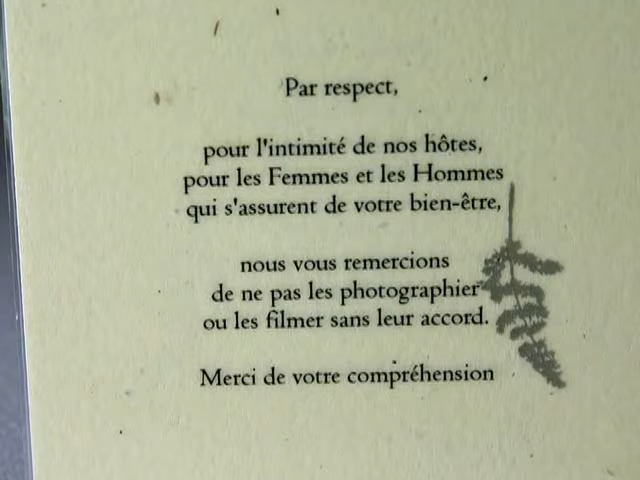 Par respect,
pour l'intimité de nos hôtes,
pour les Femmes et les Hommes
qui s'assurent de votre bien-être,
nous vous remercions
de ne pas les photographier
ou les filmer sans leur accord.
Merci de votre compréhension